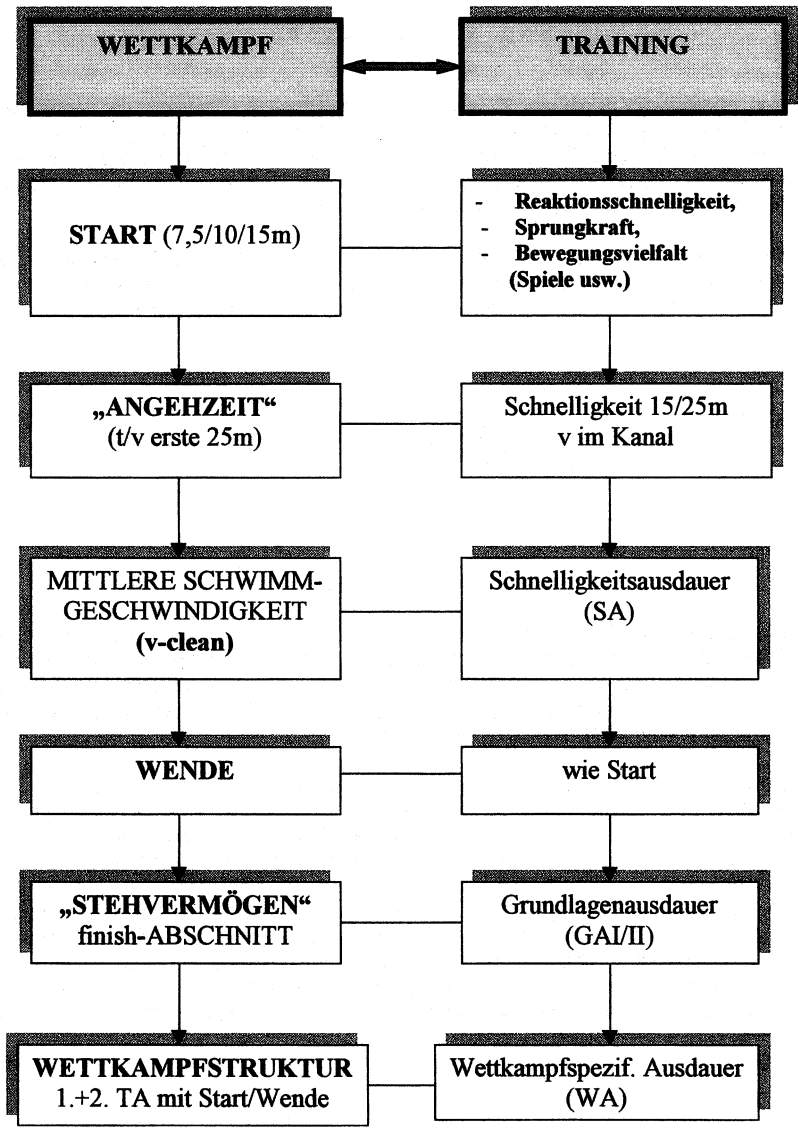 WETTKAMPF
TRAINING
START (7,5/10/15m)
- Reaktionsschnelligkeit,
- Sprungkraft,
- Bewegungsvielfalt
(Spiele usw.)
„ANGEHZEIT“
(t/v erste 25m)
Schnelligkeit 15/25m
v im Kanal
MITTLERE SCHWIMM-
GESCHWINDIGKEIT
(v-clean)
Schnelligkeitsausdauer
(SA)
WENDE
wie Start
„STEHVERMÖGEN“
finish-ABSCHNITT
Grundlagenausdauer
(GAI/II)
WETTKAMPFSTRUKTUR
1.+2. TA mit Start/Wende
Wettkampfspezif. Ausdauer
(WA)